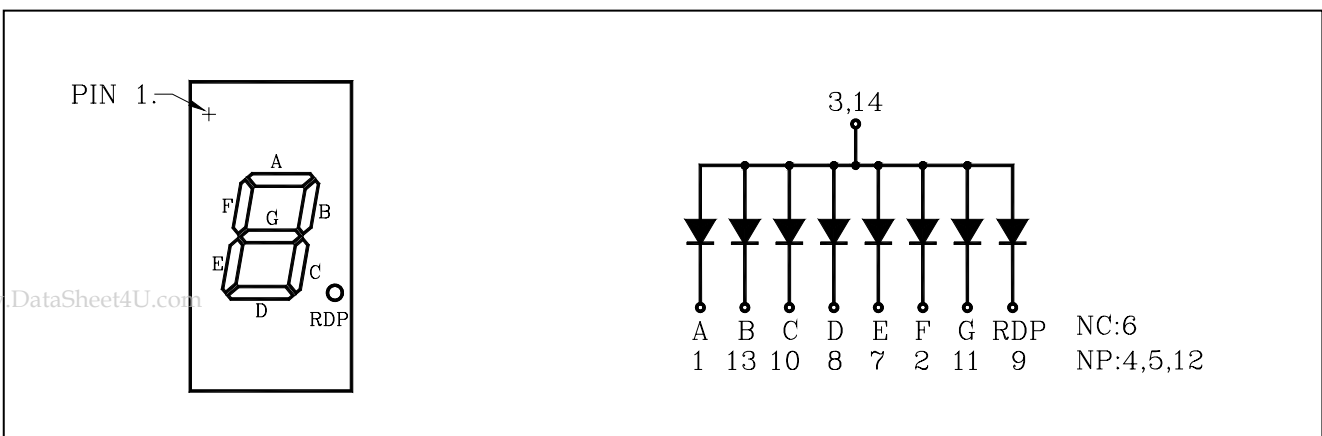 PIN 1.
A
F
B
G
E
C
D
RDP
.DataSheet4U.com
3,14
A B C D E F G RDP NC:6
1 13 10 8 7 2 11 9 NP:4,5,12